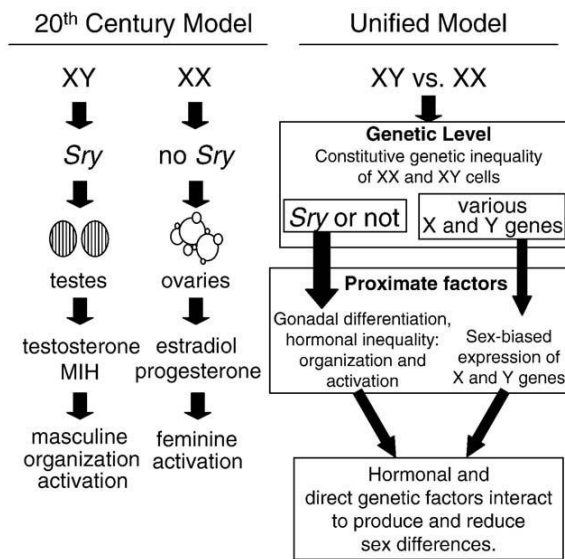 20th Century Model
XY
XX
Sry
no Sry
testes
ovaries
testosterone
MIH
estradiol
progesterone
masculine
organization
activation
feminine
activation
Unified Model
XY vs. XX
Genetic Level
Constitutive genetic inequality
of XX and XY cells
Sry or not
various
X and Y genes
Proximate factors
Gonadal differentiation,
hormonal inequality:
organization and
activation
Sex-biased
expression of
X and Y genes
Hormonal and
direct genetic factors interact
to produce and reduce
sex differences.